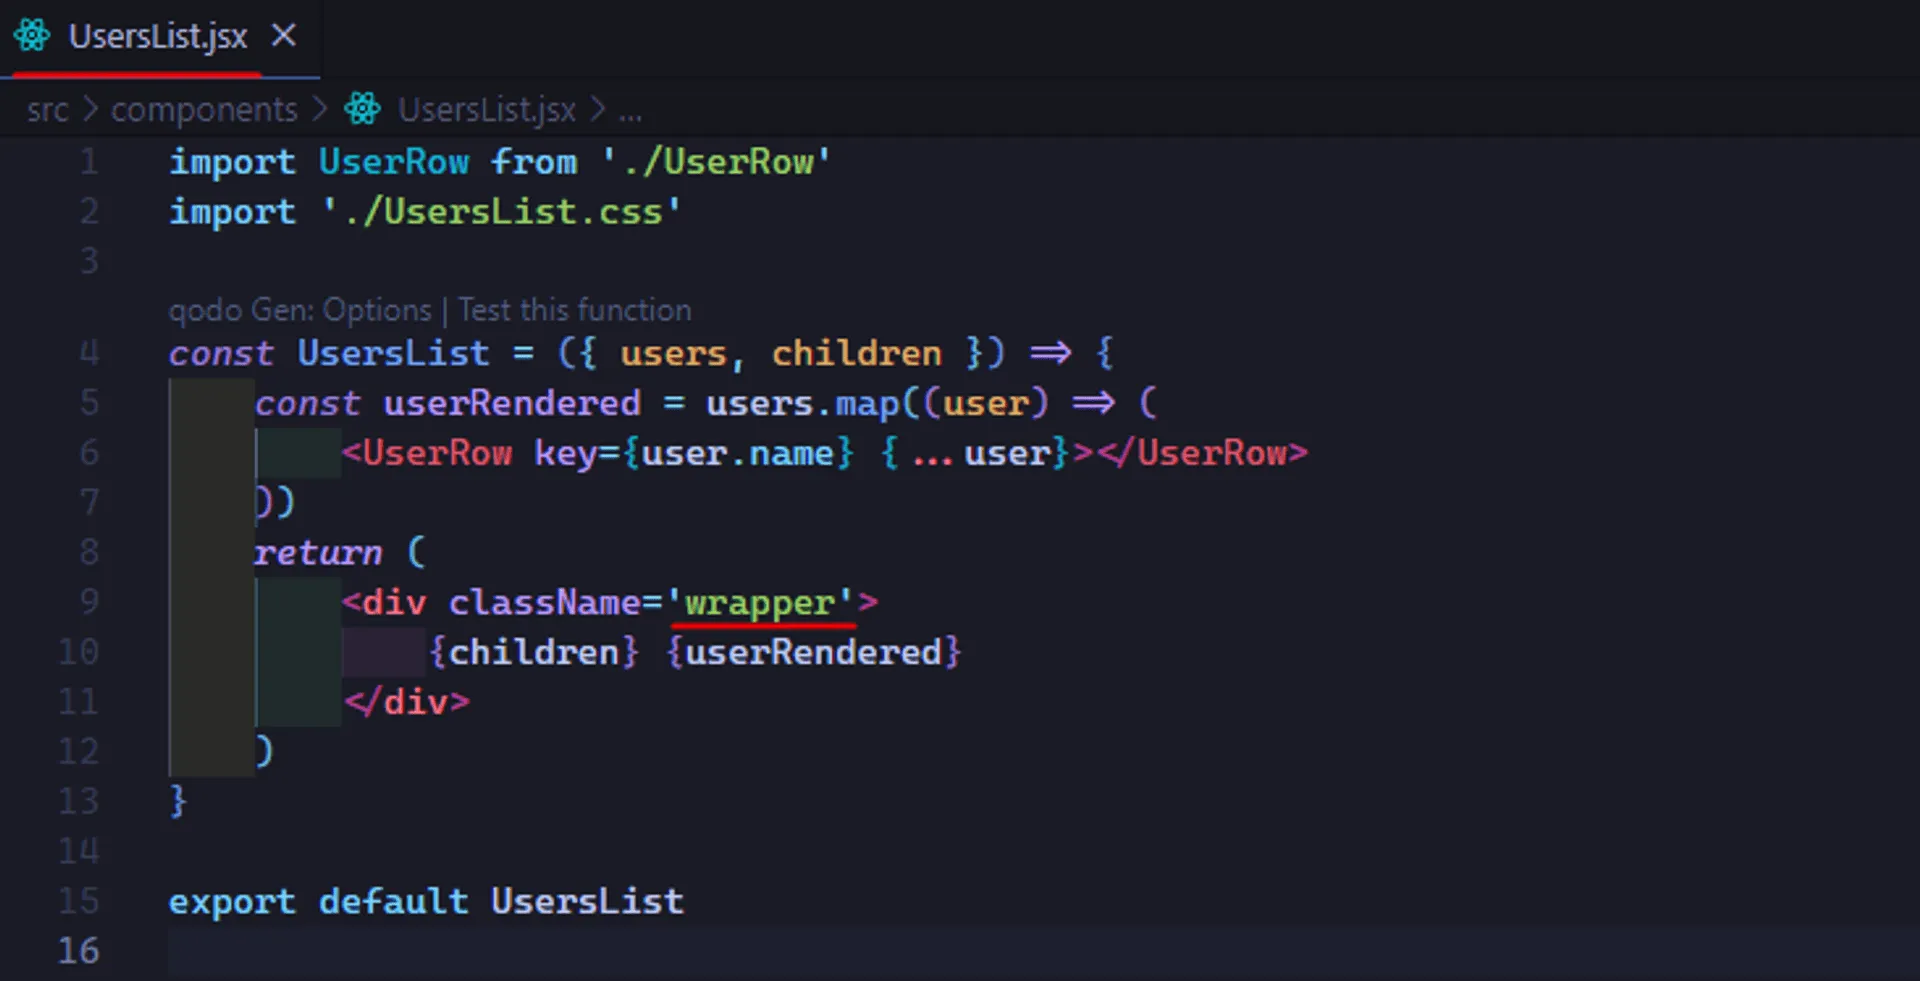 UsersList.jsx
src > components > UsersList.jsx > ...
1 import UserRow from './UserRow'
2 import './UsersList.css'
3
qodo Gen: Options | Test this function
4 const UsersList = ({ users, children }) => {
5 const userRendered = users.map((user) => (
6 <UserRow key={user.name} {...user}></UserRow>
7 ))
8 return (
9 <div className='wrapper'>
10 {children} {userRendered}
11 </div>
12 )
13 }
14
15 export default UsersList
16